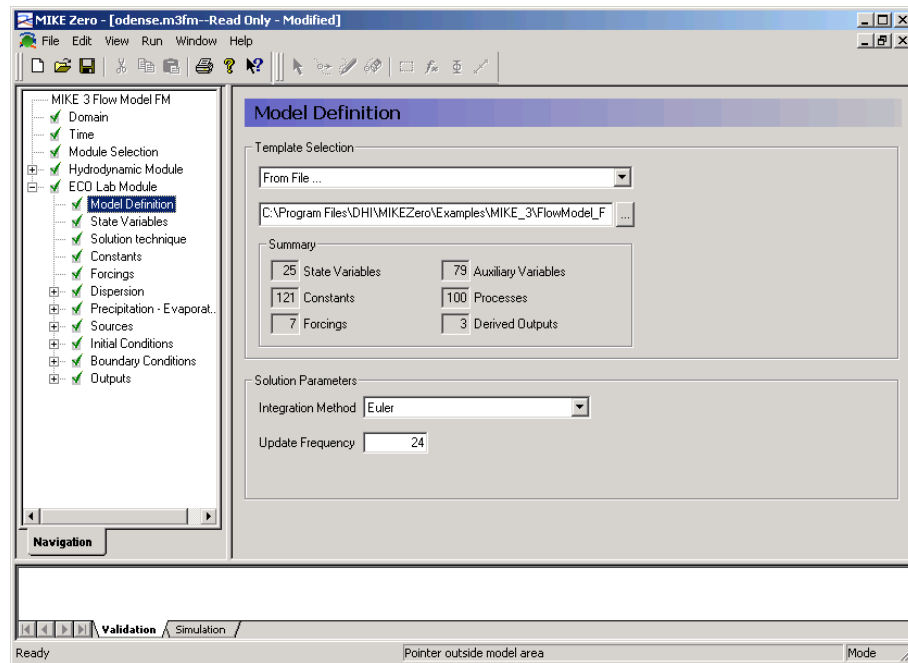 MIKE Zero - [odense.m3fm--Read Only - Modified]
File Edit View Run Window Help
MIKE 3 Flow Model FM
Domain
Time
Module Selection
Hydrodynamic Module
ECO Lab Module
Model Definition
State Variables
Solution technique
Constants
Forcings
Dispersion
Precipitation - Evaporat..
Sources
Initial Conditions
Boundary Conditions
Outputs
Navigation
Model Definition
Template Selection
From File ...
C:\Program Files\DHI\MIKEZero\Examples\MIKE_3\FlowModel_F ...
Summary
25 State Variables 79 Auxiliary Variables
121 Constants 100 Processes
7 Forcings 3 Derived Outputs
Solution Parameters
Integration Method Euler
Update Frequency 24
Validation Simulation
Ready Pointer outside model area Mode